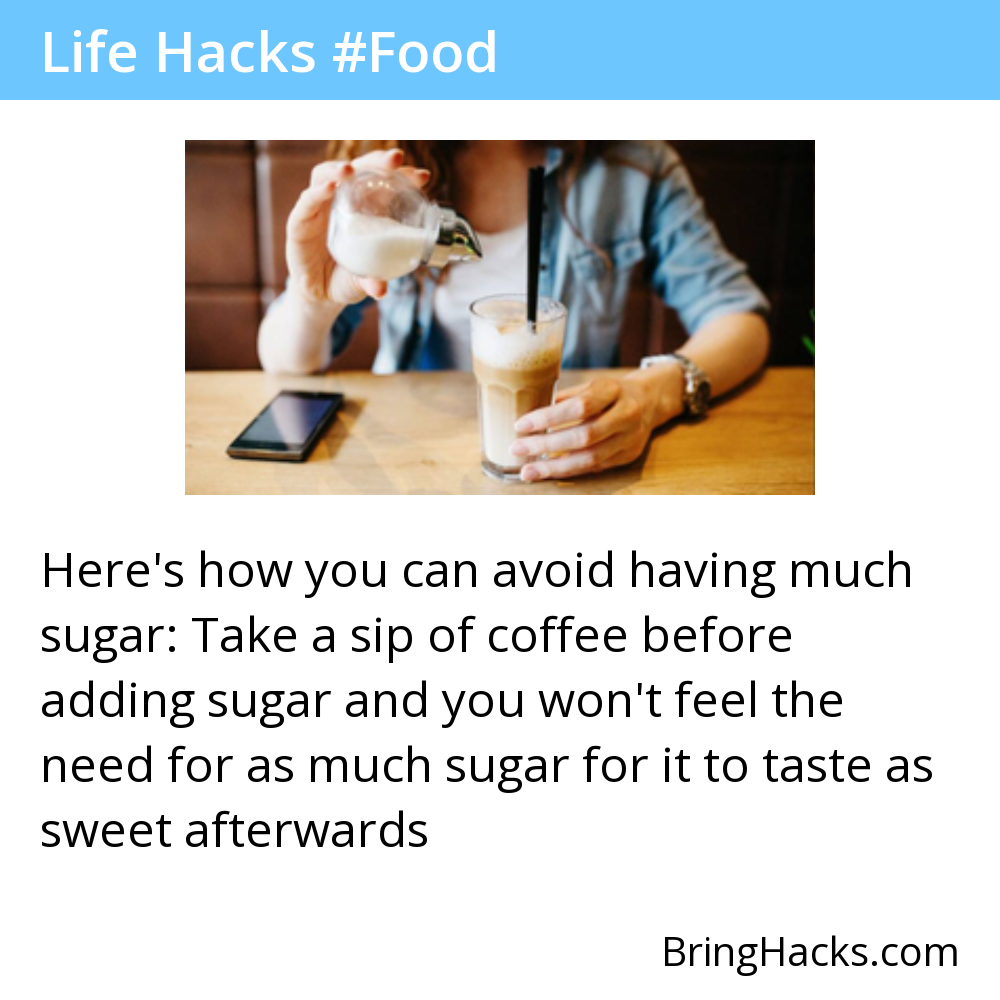 Life Hacks #Food
Here's how you can avoid having much
sugar: Take a sip of coffee before
adding sugar and you won't feel the
need for as much sugar for it to taste as
sweet afterwards
BringHacks.com